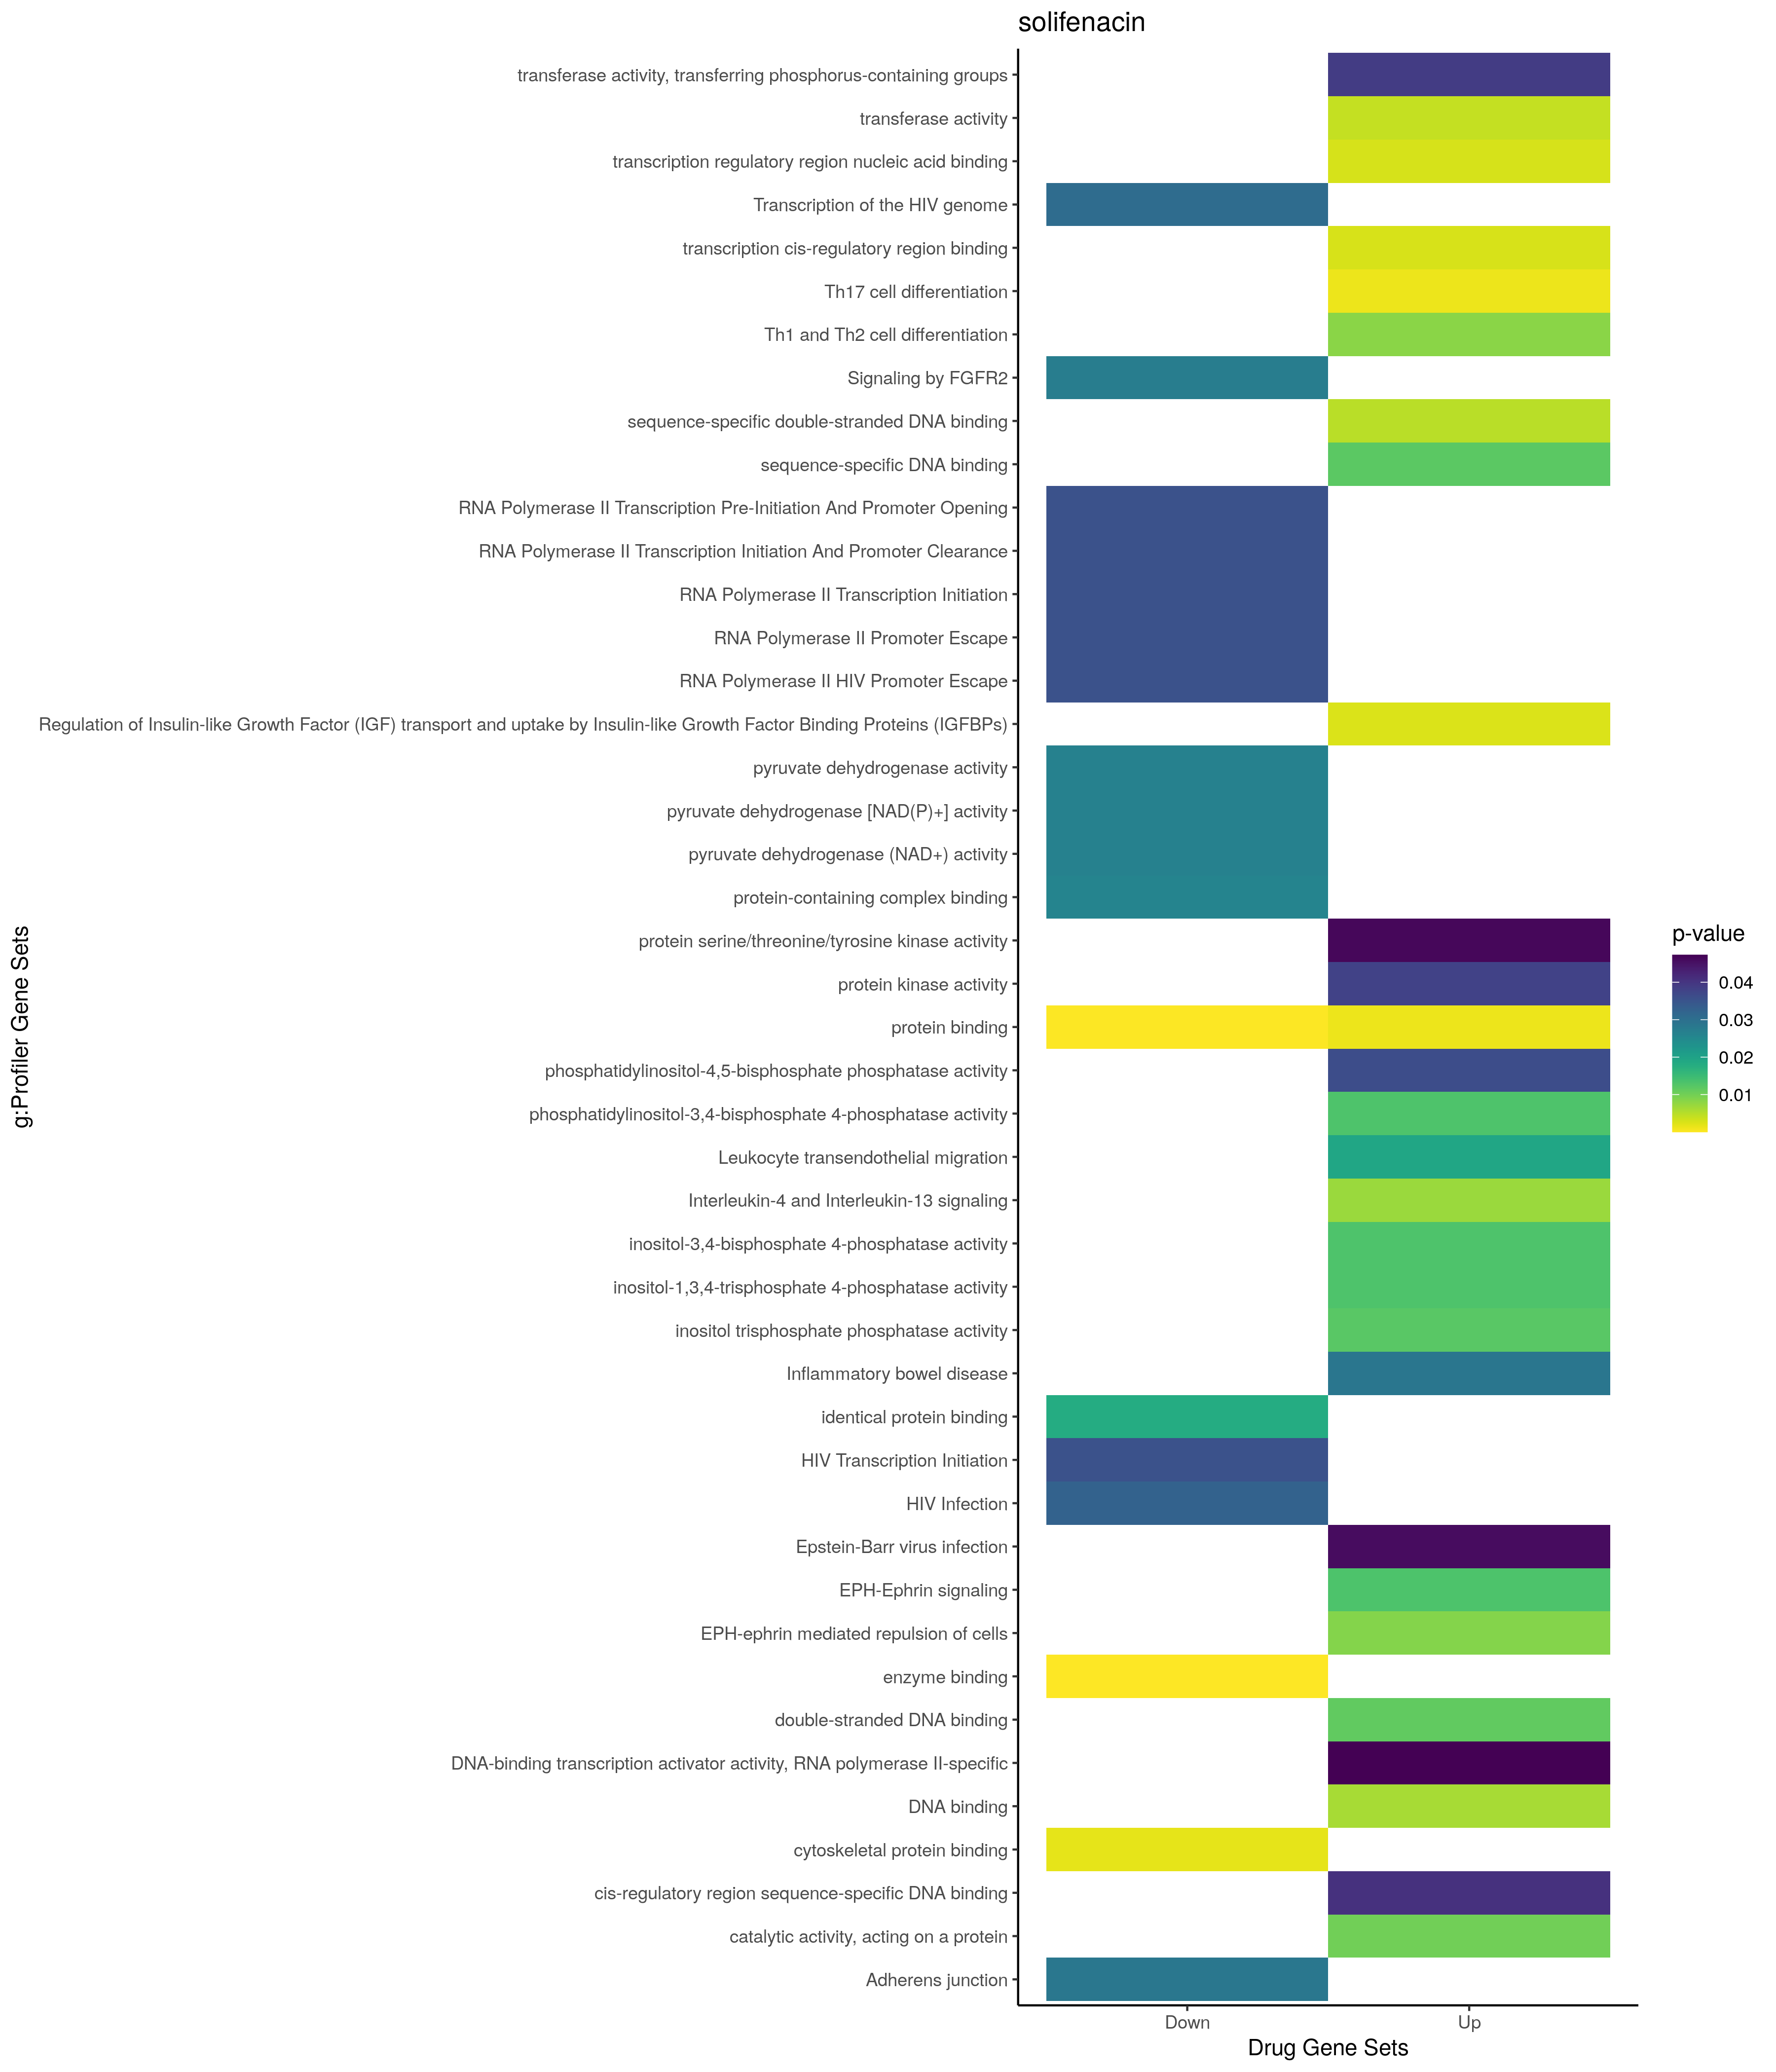 solifenacin
transferase activity, transferring phosphorus-containing groups
transferase activity
transcription regulatory region nucleic acid binding
Transcription of the HIV genome
transcription cis-regulatory region binding
Th17 cell differentiation
Th1 and Th2 cell differentiation
Signaling by FGFR2
sequence-specific double-stranded DNA binding
sequence-specific DNA binding
RNA Polymerase II Transcription Pre-Initiation And Promoter Opening
RNA Polymerase II Transcription Initiation And Promoter Clearance
RNA Polymerase II Transcription Initiation
RNA Polymerase II Promoter Escape
RNA Polymerase II HIV Promoter Escape
Regulation of Insulin-like Growth Factor (IGF) transport and uptake by Insulin-like Growth Factor Binding Proteins (IGFBPs)
pyruvate dehydrogenase activity
pyruvate dehydrogenase [NAD(P)+] activity
pyruvate dehydrogenase (NAD+) activity
protein-containing complex binding
protein serine/threonine/tyrosine kinase activity
protein kinase activity
protein binding
phosphatidylinositol-4,5-bisphosphate phosphatase activity
phosphatidylinositol-3,4-bisphosphate 4-phosphatase activity
Leukocyte transendothelial migration
Interleukin-4 and Interleukin-13 signaling
inositol-3,4-bisphosphate 4-phosphatase activity
inositol-1,3,4-trisphosphate 4-phosphatase activity
inositol trisphosphate phosphatase activity
Inflammatory bowel disease
identical protein binding
HIV Transcription Initiation
HIV Infection
Epstein-Barr virus infection
EPH-Ephrin signaling
EPH-ephrin mediated repulsion of cells
enzyme binding
double-stranded DNA binding
DNA-binding transcription activator activity, RNA polymerase II-specific
DNA binding
cytoskeletal protein binding
cis-regulatory region sequence-specific DNA binding
catalytic activity, acting on a protein
Adherens junction
g:Profiler Gene Sets
Down
Up
Drug Gene Sets
p-value
0.04
0.03
0.02
0.01